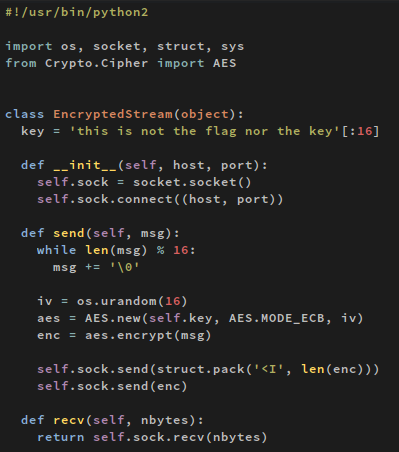 #!/usr/bin/python2

import os, socket, struct, sys
from Crypto.Cipher import AES

class EncryptedStream(object):
  key = 'this is not the flag nor the key'[:16]

  def __init__(self, host, port):
    self.sock = socket.socket()
    self.sock.connect((host, port))

  def send(self, msg):
    while len(msg) % 16:
      msg += '\0'

    iv = os.urandom(16)
    aes = AES.new(self.key, AES.MODE_ECB, iv)
    enc = aes.encrypt(msg)

    self.sock.send(struct.pack('<I', len(enc)))
    self.sock.send(enc)

  def recv(self, nbytes):
    return self.sock.recv(nbytes)